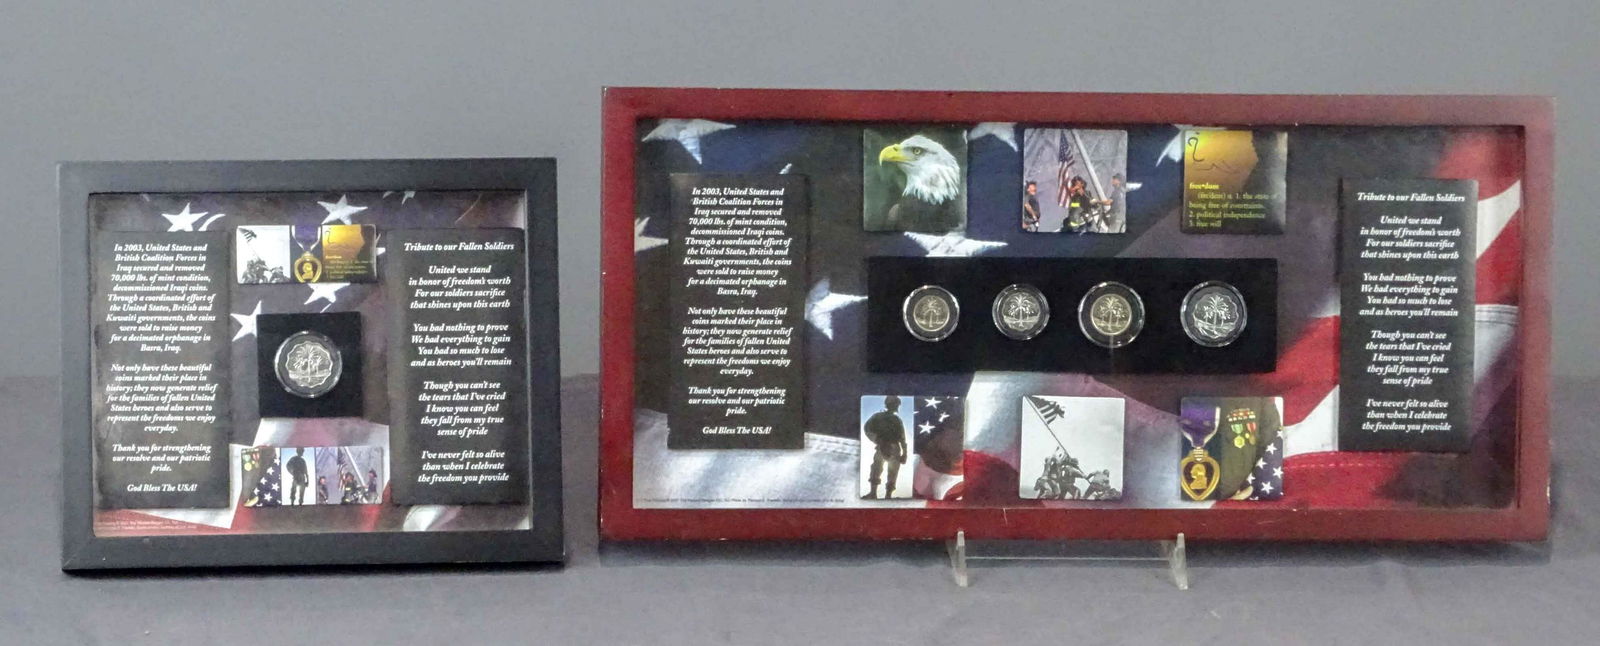 In 2003, United States and
British Coalition Forces in
Iraq secured and removed
70,000 lbs. of mint condition,
decommissioned Iraqi coins.
Through a coordinated effort of
the United States, British and
Kuwaiti governments, the coins
were sold to raise money
for a decimated orphanage in
Basra, Iraq.
Not only have these beautiful
coins marked their place in
history; they now generate relief
for the families of fallen United
States heroes and also serve to
represent the freedoms we enjoy
everyday.
Thank you for strengthening
our resolve and our patriotic
pride.
God Bless The USA!
Tribute to our Fallen Soldiers
United we stand
in honor of freedom's worth
For our soldiers sacrifice
that shines upon this earth
You had nothing to prove
We had everything to gain
You had so much to lose
and as heroes you'll remain
Though you can't see
the tears that I've cried
I know you can feel
they fall from my true
sense of pride
I've never felt so alive
than when I celebrate
the freedom you provide
In 2003, United States and
British Coalition Forces in
Iraq secured and removed
70,000 lbs. of mint condition,
decommissioned Iraqi coins.
Through a coordinated effort of
the United States, British and
Kuwaiti governments, the coins
were sold to raise money
for a decimated orphanage in
Basra, Iraq.
Not only have these beautiful
coins marked their place in
history; they now generate relief
for the families of fallen United
States heroes and also serve to
represent the freedoms we enjoy
everyday.
Thank you for strengthening
our resolve and our patriotic
pride.
God Bless The USA!
free•dom
(fre'dəm) n. 1. the state of
being free of constraints.
2. political independence
3. free will
Tribute to our Fallen Soldiers
United we stand
in honor of freedom's worth
For our soldiers sacrifice
that shines upon this earth
You had nothing to prove
We had everything to gain
You had so much to lose
and as heroes you'll remain
Though you can't see
the tears that I've cried
I know you can feel
they fall from my true
sense of pride
I've never felt so alive
than when I celebrate
the freedom you provide